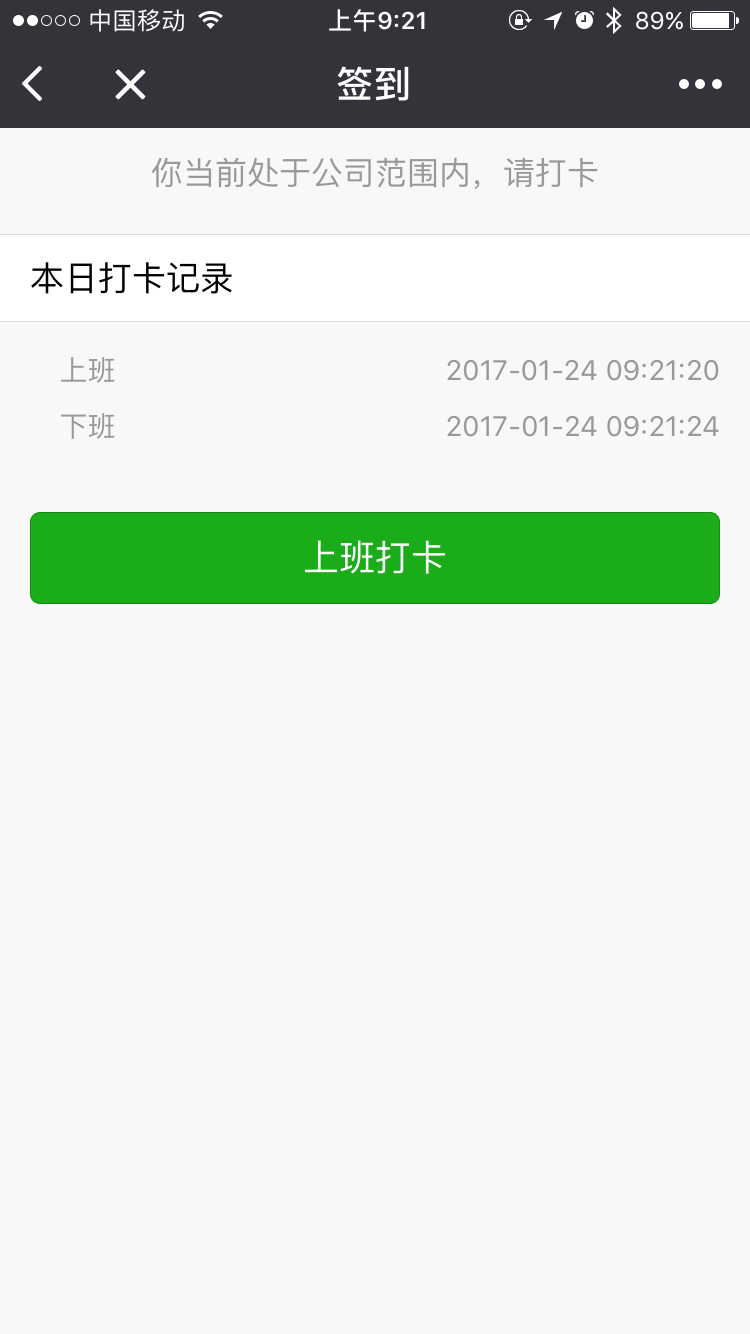 中国移动 上午9:21 89%
签到
你当前处于公司范围内，请打卡
本日打卡记录
上班 2017-01-24 09:21:20
下班 2017-01-24 09:21:24
上班打卡